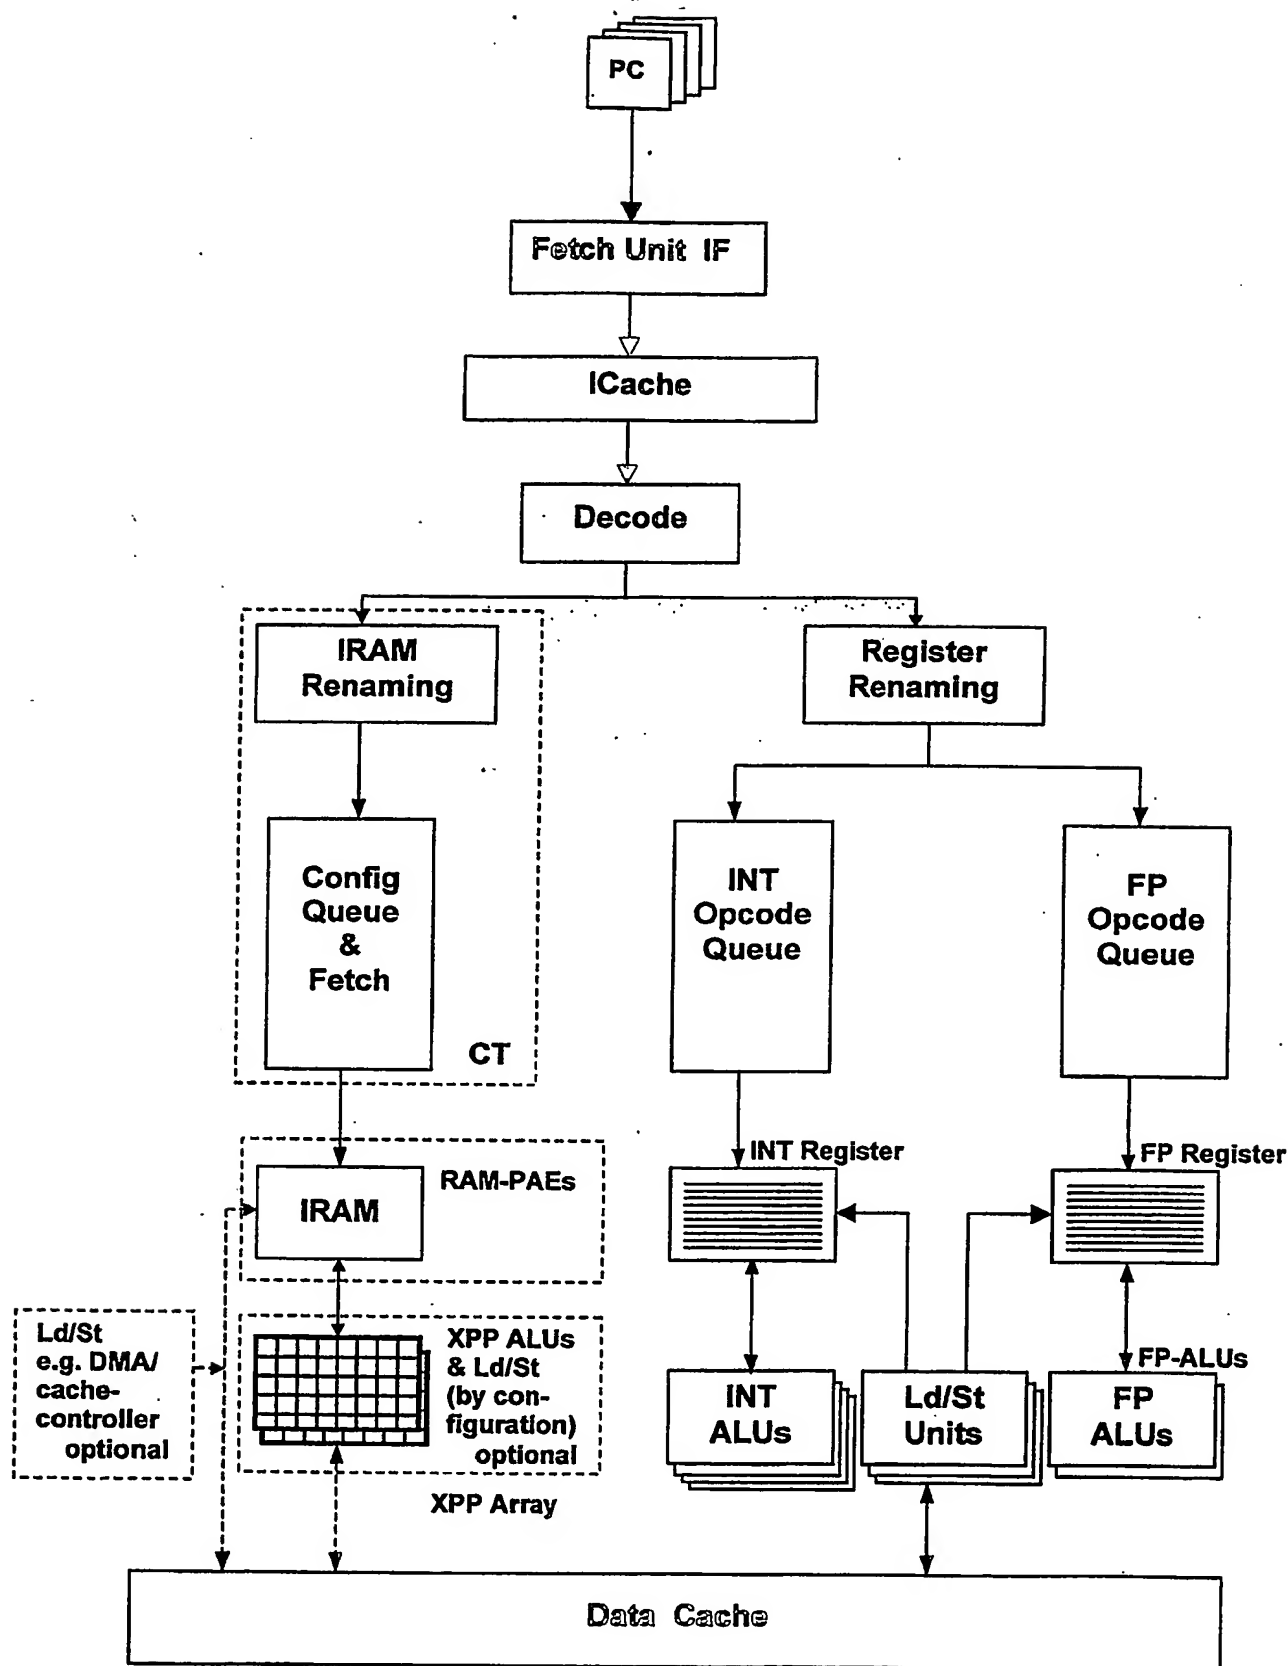 PC
Fetch Unit IF
ICache
Decode
IRAM
Renaming
Register
Renaming
Config
Queue
&
Fetch
CT
INT
Opcode
Queue
FP
Opcode
Queue
INT Register
FP Register
RAM-PAEs
IRAM
Ld/St
e.g. DMA/
cache-
controller
optional
XPP ALUs
& Ld/St
(by con-
figuration)
optional
XPP Array
INT
ALUs
Ld/St
Units
FP-ALUs
FP
ALUs
Data Cache